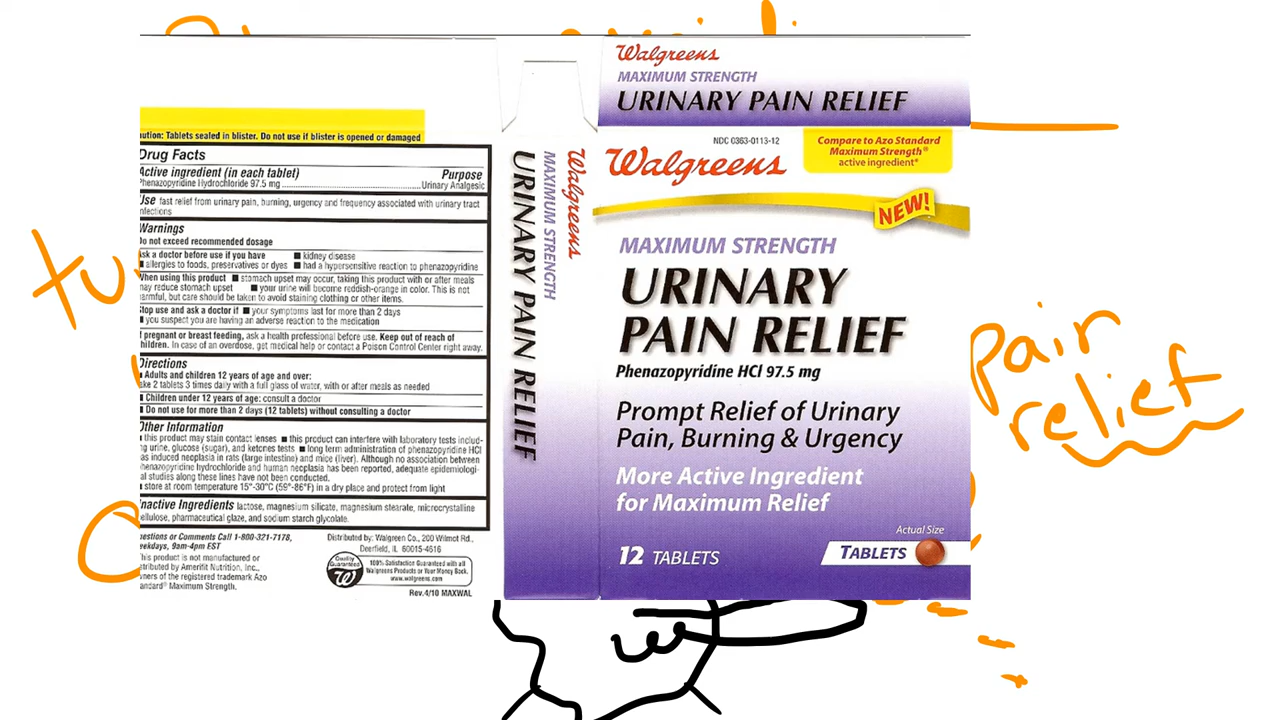 Walgreens
MAXIMUM STRENGTH
URINARY PAIN RELIEF
ution: Tablets sealed in blister. Do not use if blister is opened or damaged
Drug Facts
Active ingredient (in each tablet) Purpose
Phenazopyridine Hydrochloride 97.5 mg Urinary Analgesic
Use fast relief from urinary pain, burning, urgency and frequency associated with urinary tract
infections
Warnings
Do not exceed recommended dosage
Ask a doctor before use if you have ■ kidney disease
■ allergies to foods, preservatives or dyes ■ had a hypersensitive reaction to phenazopyridine
When using this product ■ stomach upset may occur, taking this product with or after meals
may reduce stomach upset ■ your urine will become reddish-orange in color. This is not
harmful, but care should be taken to avoid staining clothing or other items.
Stop use and ask a doctor if ■ your symptoms last for more than 2 days
■ you suspect you are having an adverse reaction to the medication
If pregnant or breast feeding, ask a health professional before use. Keep out of reach of
children. In case of an overdose, get medical help or contact a Poison Control Center right away.
Directions
■ Adults and children 12 years of age and over:
take 2 tablets 3 times daily with a full glass of water, with or after meals as needed
■ Children under 12 years of age: consult a doctor
■ Do not use for more than 2 days (12 tablets) without consulting a doctor
Other Information
■ this product may stain contact lenses ■ this product can interfere with laboratory tests includ-
ing urine, glucose (sugar), and ketones tests ■ long term administration of phenazopyridine HCl
has induced neoplasia in rats (large intestine) and mice (liver). Although no association between
phenazopyridine hydrochloride and human neoplasia has been reported, adequate epidemiologi-
cal studies along these lines have not been conducted.
■ store at room temperature 15°-30°C (59°-86°F) in a dry place and protect from light
Inactive Ingredients lactose, magnesium silicate, magnesium stearate, microcrystalline
cellulose, pharmaceutical glaze, and sodium starch glycolate.
uestions or Comments Call 1-800-321-7178,
eekdays, 9am-4pm EST
This product is not manufactured or
stributed by Amerifit Nutrition, Inc.,
wners of the registered trademark Azo
andard® Maximum Strength.
Distributed by: Walgreen Co., 200 Wilmot Rd.,
Deerfield, IL 60015-4616
Quality
Guaranteed
W
100% Satisfaction Guaranteed with all
Walgreens Products or Your Money Back.
www.walgreens.com
Rev.4/10 MAXWAL
Walgreens
MAXIMUM STRENGTH
URINARY PAIN RELIEF
NDC 0363-0113-12
Walgreens
Compare to Azo Standard
Maximum Strength®
active ingredient*
NEW!
MAXIMUM STRENGTH
URINARY
PAIN RELIEF
Phenazopyridine HCl 97.5 mg
Prompt Relief of Urinary
Pain, Burning & Urgency
More Active Ingredient
for Maximum Relief
Actual Size
12 TABLETS
TABLETS
pair
relief